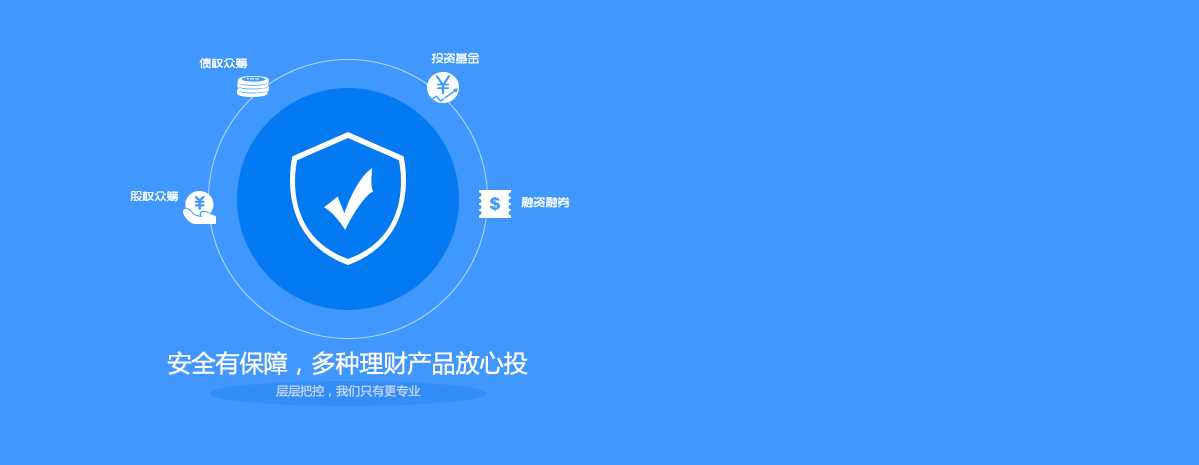 投资基金
债权众筹
股权众筹
融资融券
安全有保障，多种理财产品放心投
层层把控，我们只有更专业